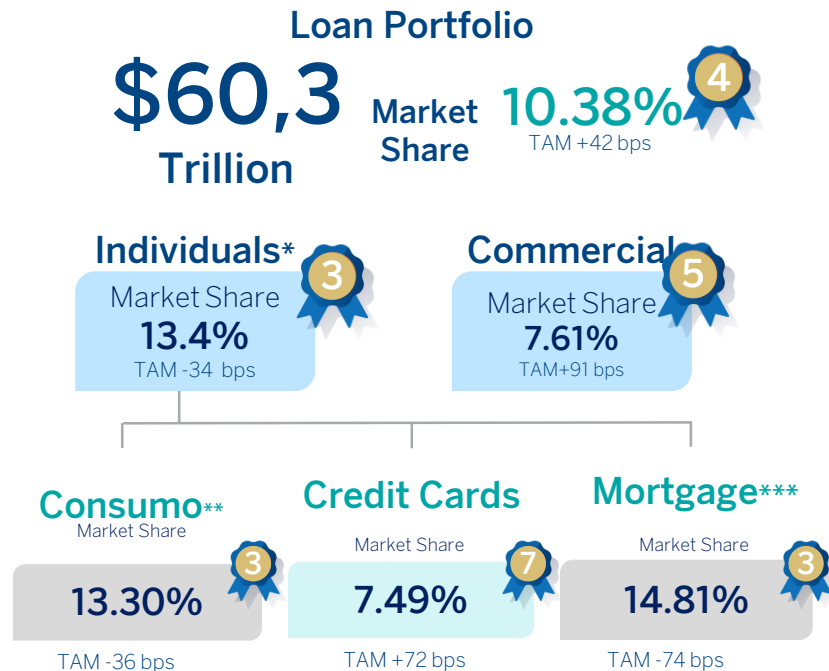 Loan Portfolio
$60,3
Trillion
Market
Share
10.38%
TAM +42 bps
4
Individuals*
3
Market Share
13.4%
TAM -34 bps
Commercial
5
Market Share
7.61%
TAM+91 bps
Consumo**
Market Share
3
13.30%
TAM -36 bps
Credit Cards
Market Share
7
7.49%
TAM +72 bps
Mortgage***
Market Share
3
14.81%
TAM -74 bps